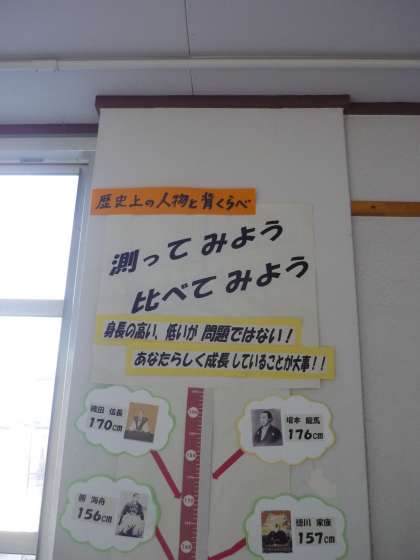 歴史上の人物と背くらべ
測ってみよう
比べてみよう
身長の高い、低いが問題ではない！
あなたらしく成長していることが大事！！
織田 信長
170cm
坂本 龍馬
176cm
勝 海舟
156cm
徳川 家康
157cm